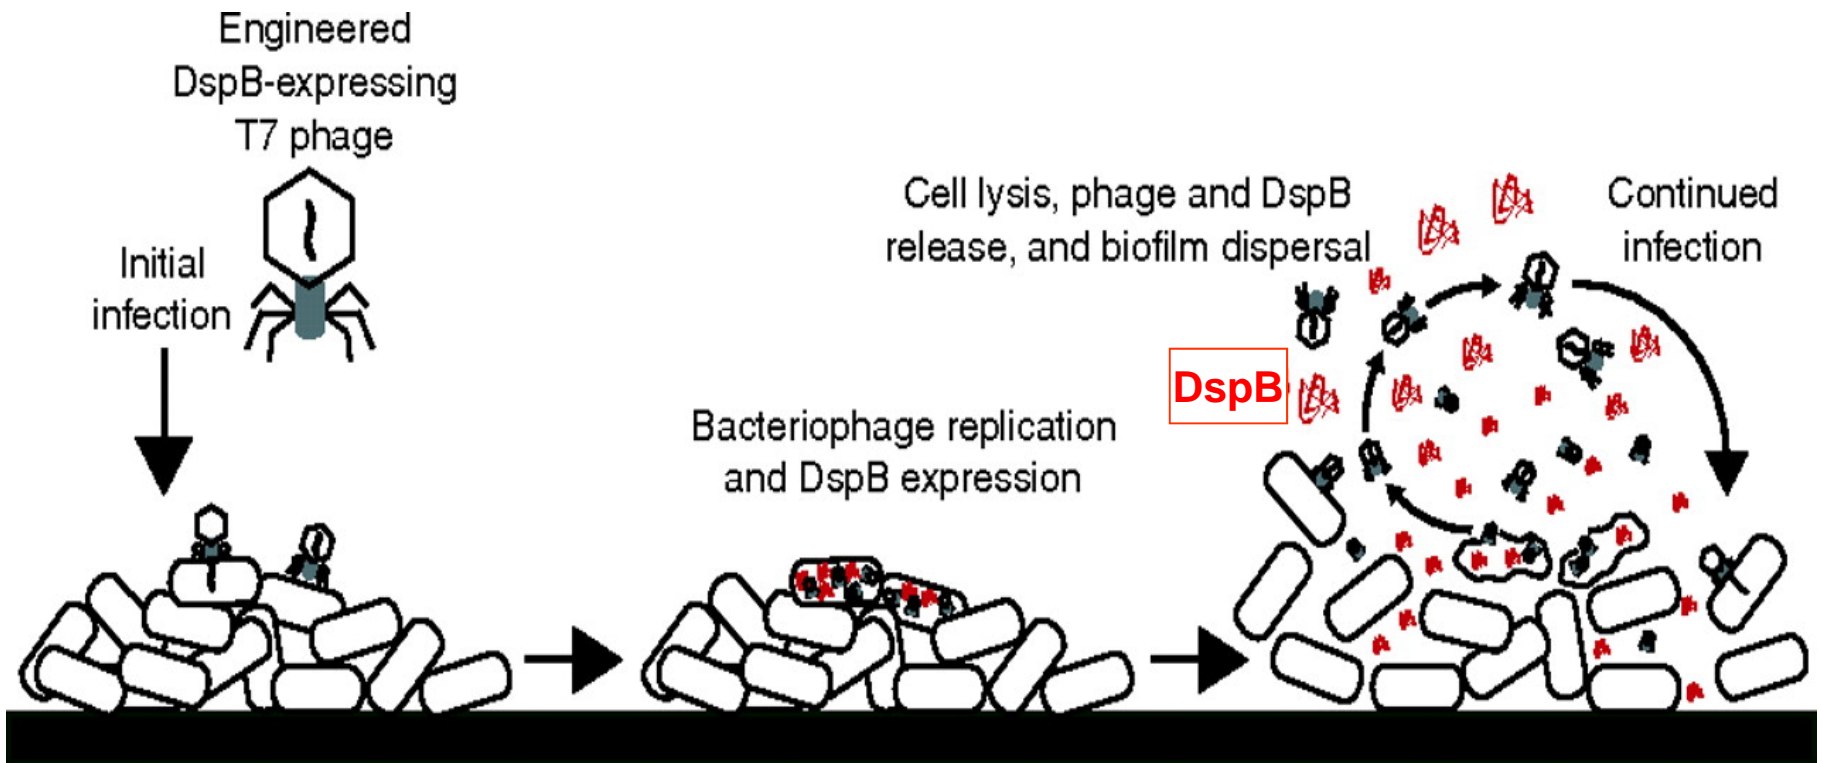 Engineered
DspB-expressing
T7 phage
Initial
infection
Bacteriophage replication
and DspB expression
Cell lysis, phage and DspB
release, and biofilm dispersal
DspB
Continued
infection